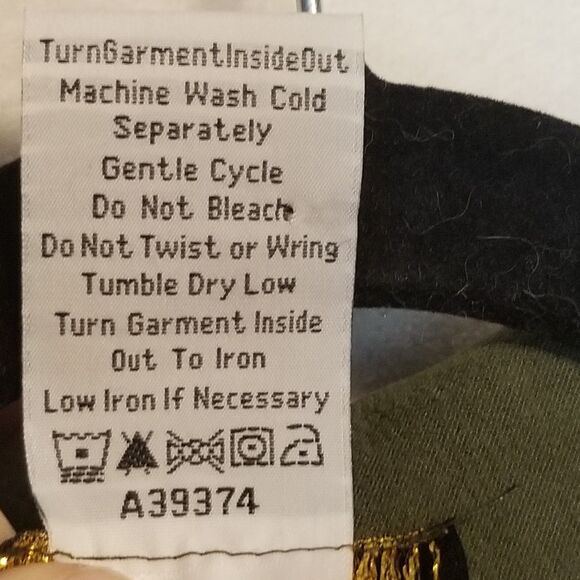 TurnGarmentInsideOut
Machine Wash Cold
Separately
Gentle Cycle
Do Not Bleach
Do Not Twist or Wring
Tumble Dry Low
Turn Garment Inside
Out To Iron
Low Iron If Necessary
A39374